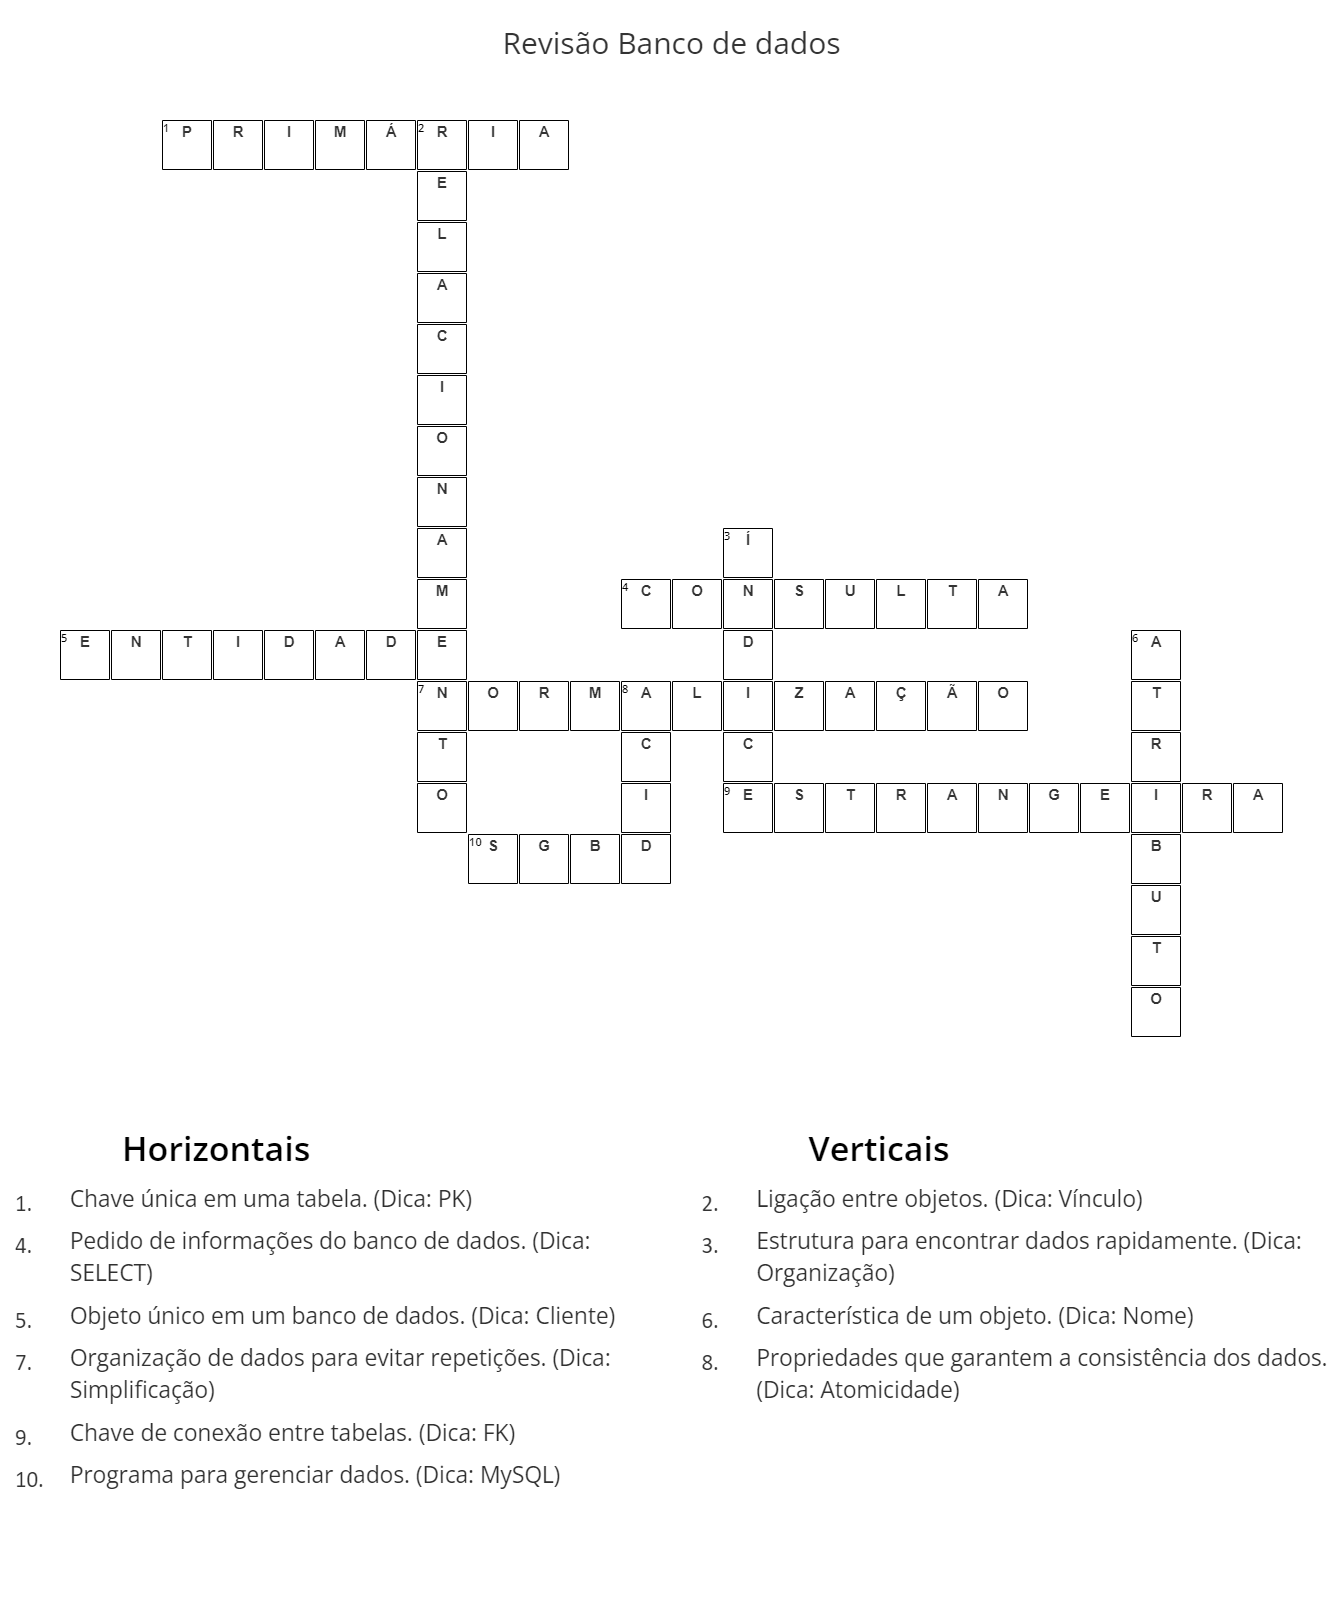 Revisão Banco de dados
1 P R I M Á 2 R I A
E
L
A
C
I
O
N
A 3 Í
M 4 C O N S U L T A
5 E N T I D A D E D 6 A
7 N O R M 8 A L I Z A Ç Ã O T
T C C R
O I 9 E S T R A N G E I R A
10 S G B D B
U
T
O
Horizontais
1. Chave única em uma tabela. (Dica: PK)
4. Pedido de informações do banco de dados. (Dica:
SELECT)
5. Objeto único em um banco de dados. (Dica: Cliente)
7. Organização de dados para evitar repetições. (Dica:
Simplificação)
9. Chave de conexão entre tabelas. (Dica: FK)
10. Programa para gerenciar dados. (Dica: MySQL)
Verticais
2. Ligação entre objetos. (Dica: Vínculo)
3. Estrutura para encontrar dados rapidamente. (Dica:
Organização)
6. Característica de um objeto. (Dica: Nome)
8. Propriedades que garantem a consistência dos dados.
(Dica: Atomicidade)